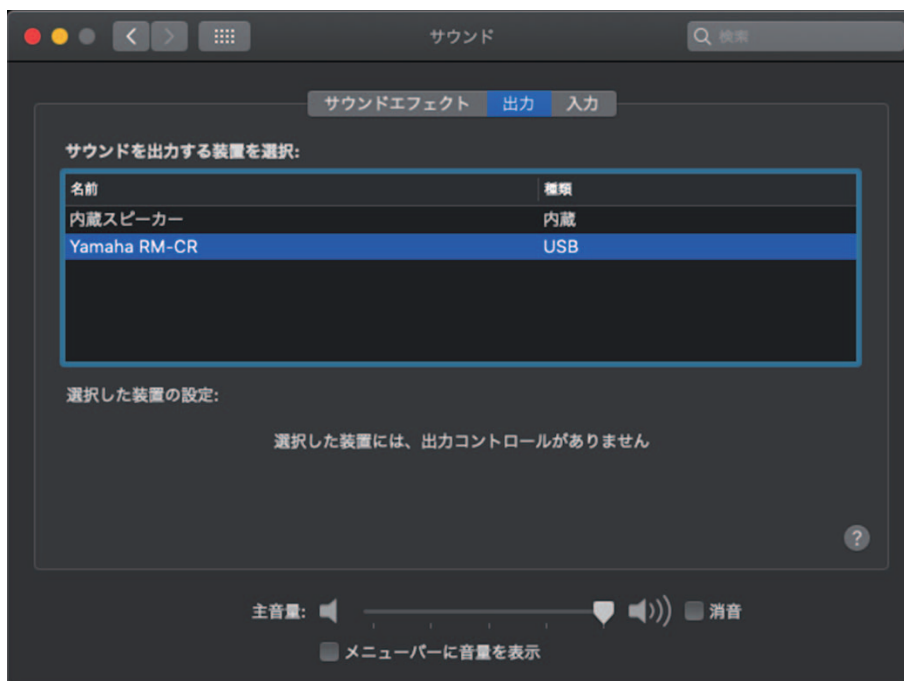 サウンド
検索
サウンドエフェクト 出力 入力
サウンドを出力する装置を選択:
名前 種類
内蔵スピーカー 内蔵
Yamaha RM-CR USB
選択した装置の設定:
選択した装置には、出力コントロールがありません
?
主音量: 消音
メニューバーに音量を表示